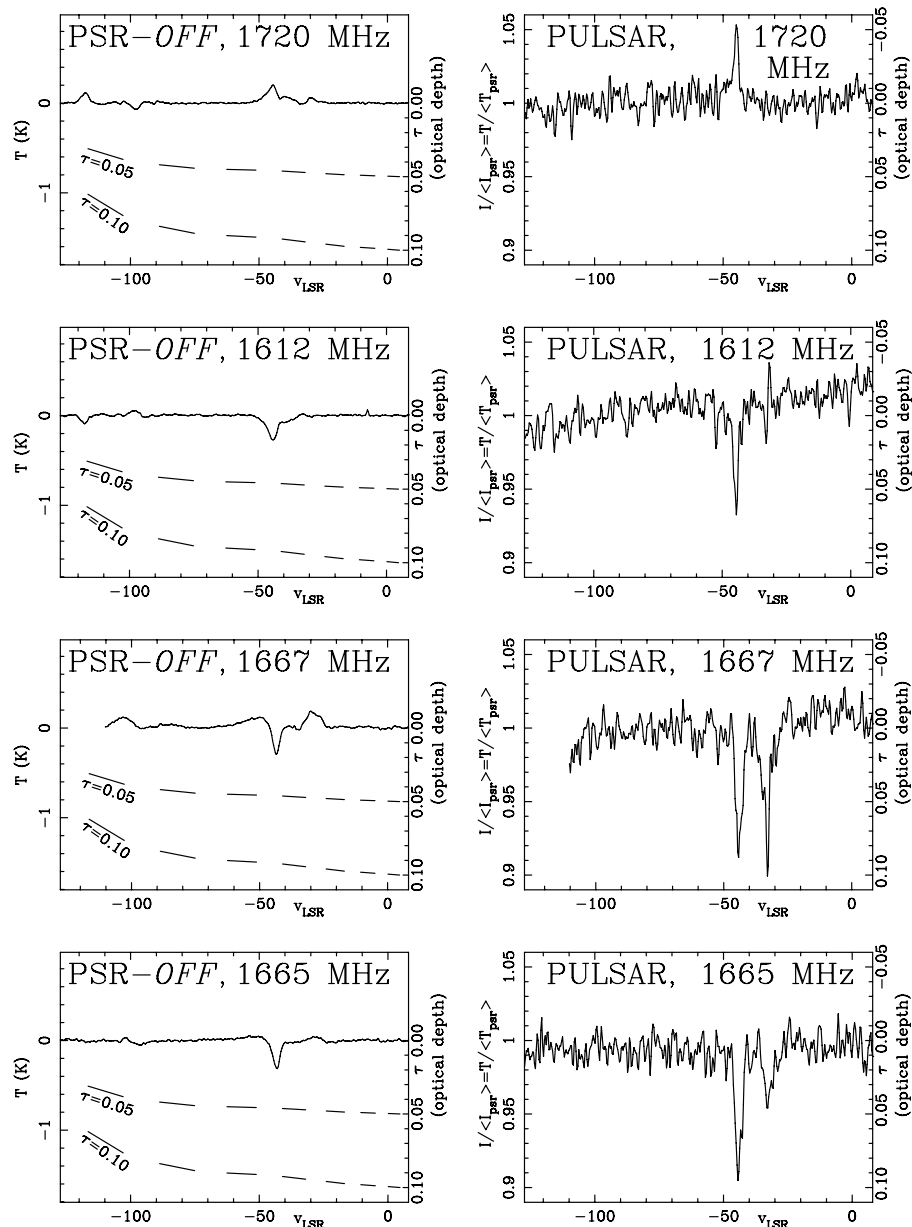 PSR-OFF, 1720 MHz
T (K)
0
-1
τ=0.05
τ=0.10
0.00
0.05
0.10
τ
(optical depth)
-100
-50
0
v_LSR
PULSAR, 1720
MHz
I/<I_psr>=T/<T_psr>
1.05
1
0.95
0.9
-0.05
0.00
0.05
0.10
τ
(optical depth)
-100
-50
0
v_LSR
PSR-OFF, 1612 MHz
T (K)
0
-1
τ=0.05
τ=0.10
0.00
0.05
0.10
τ
(optical depth)
-100
-50
0
v_LSR
PULSAR, 1612 MHz
I/<I_psr>=T/<T_psr>
1.05
1
0.95
0.9
-0.05
0.00
0.05
0.10
τ
(optical depth)
-100
-50
0
v_LSR
PSR-OFF, 1667 MHz
T (K)
0
-1
τ=0.05
τ=0.10
0.00
0.05
0.10
τ
(optical depth)
-100
-50
0
v_LSR
PULSAR, 1667 MHz
I/<I_psr>=T/<T_psr>
1.05
1
0.95
0.9
-0.05
0.00
0.05
0.10
τ
(optical depth)
-100
-50
0
v_LSR
PSR-OFF, 1665 MHz
T (K)
0
-1
τ=0.05
τ=0.10
0.00
0.05
0.10
τ
(optical depth)
-100
-50
0
v_LSR
PULSAR, 1665 MHz
I/<I_psr>=T/<T_psr>
1.05
1
0.95
0.9
-0.05
0.00
0.05
0.10
τ
(optical depth)
-100
-50
0
v_LSR